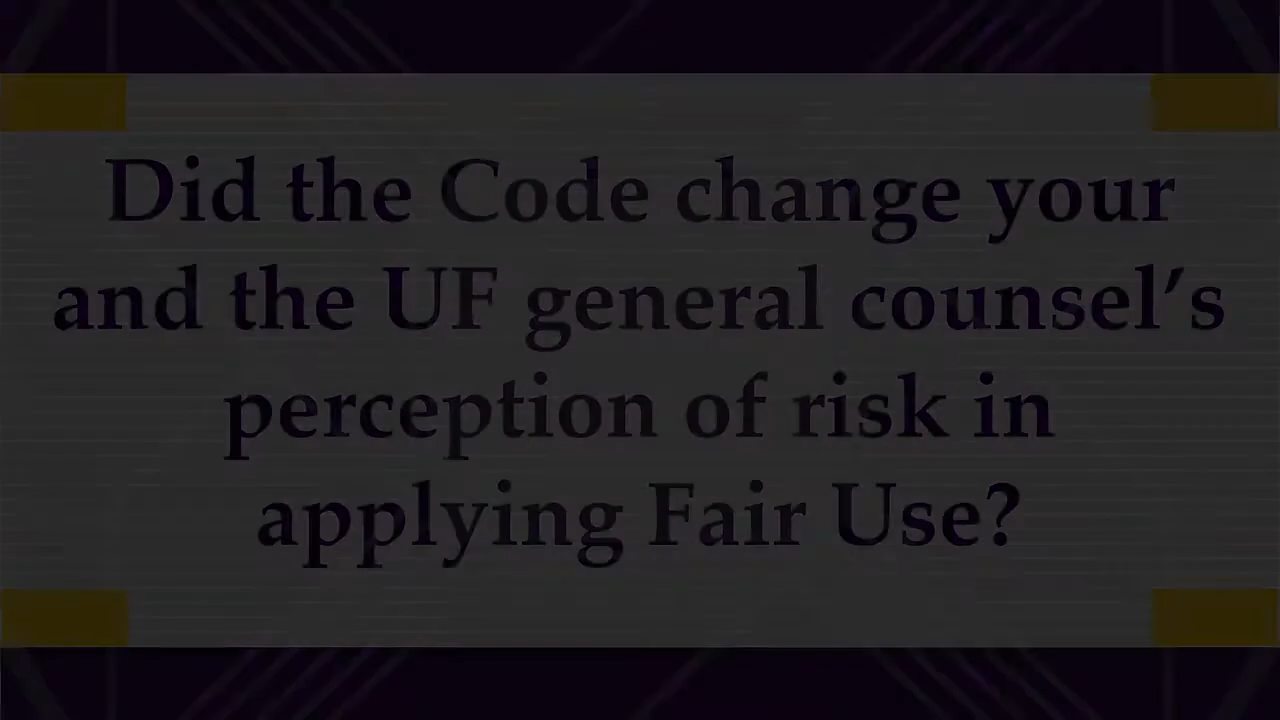 Did the Code change your
and the UF general counsel’s
perception of risk in
applying Fair Use?